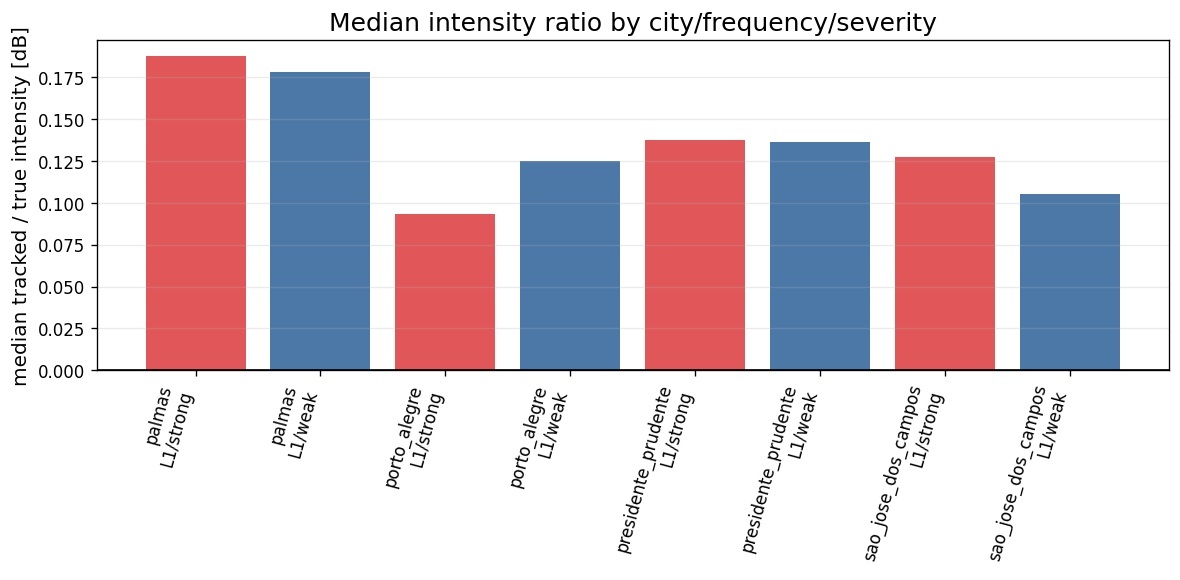 Median intensity ratio by city/frequency/severity
median tracked / true intensity [dB]
0.175
0.150
0.125
0.100
0.075
0.050
0.025
0.000
palmas
L1/strong
palmas
L1/weak
porto_alegre
L1/strong
porto_alegre
L1/weak
presidente_prudente
L1/strong
presidente_prudente
L1/weak
sao_jose_dos_campos
L1/strong
sao_jose_dos_campos
L1/weak